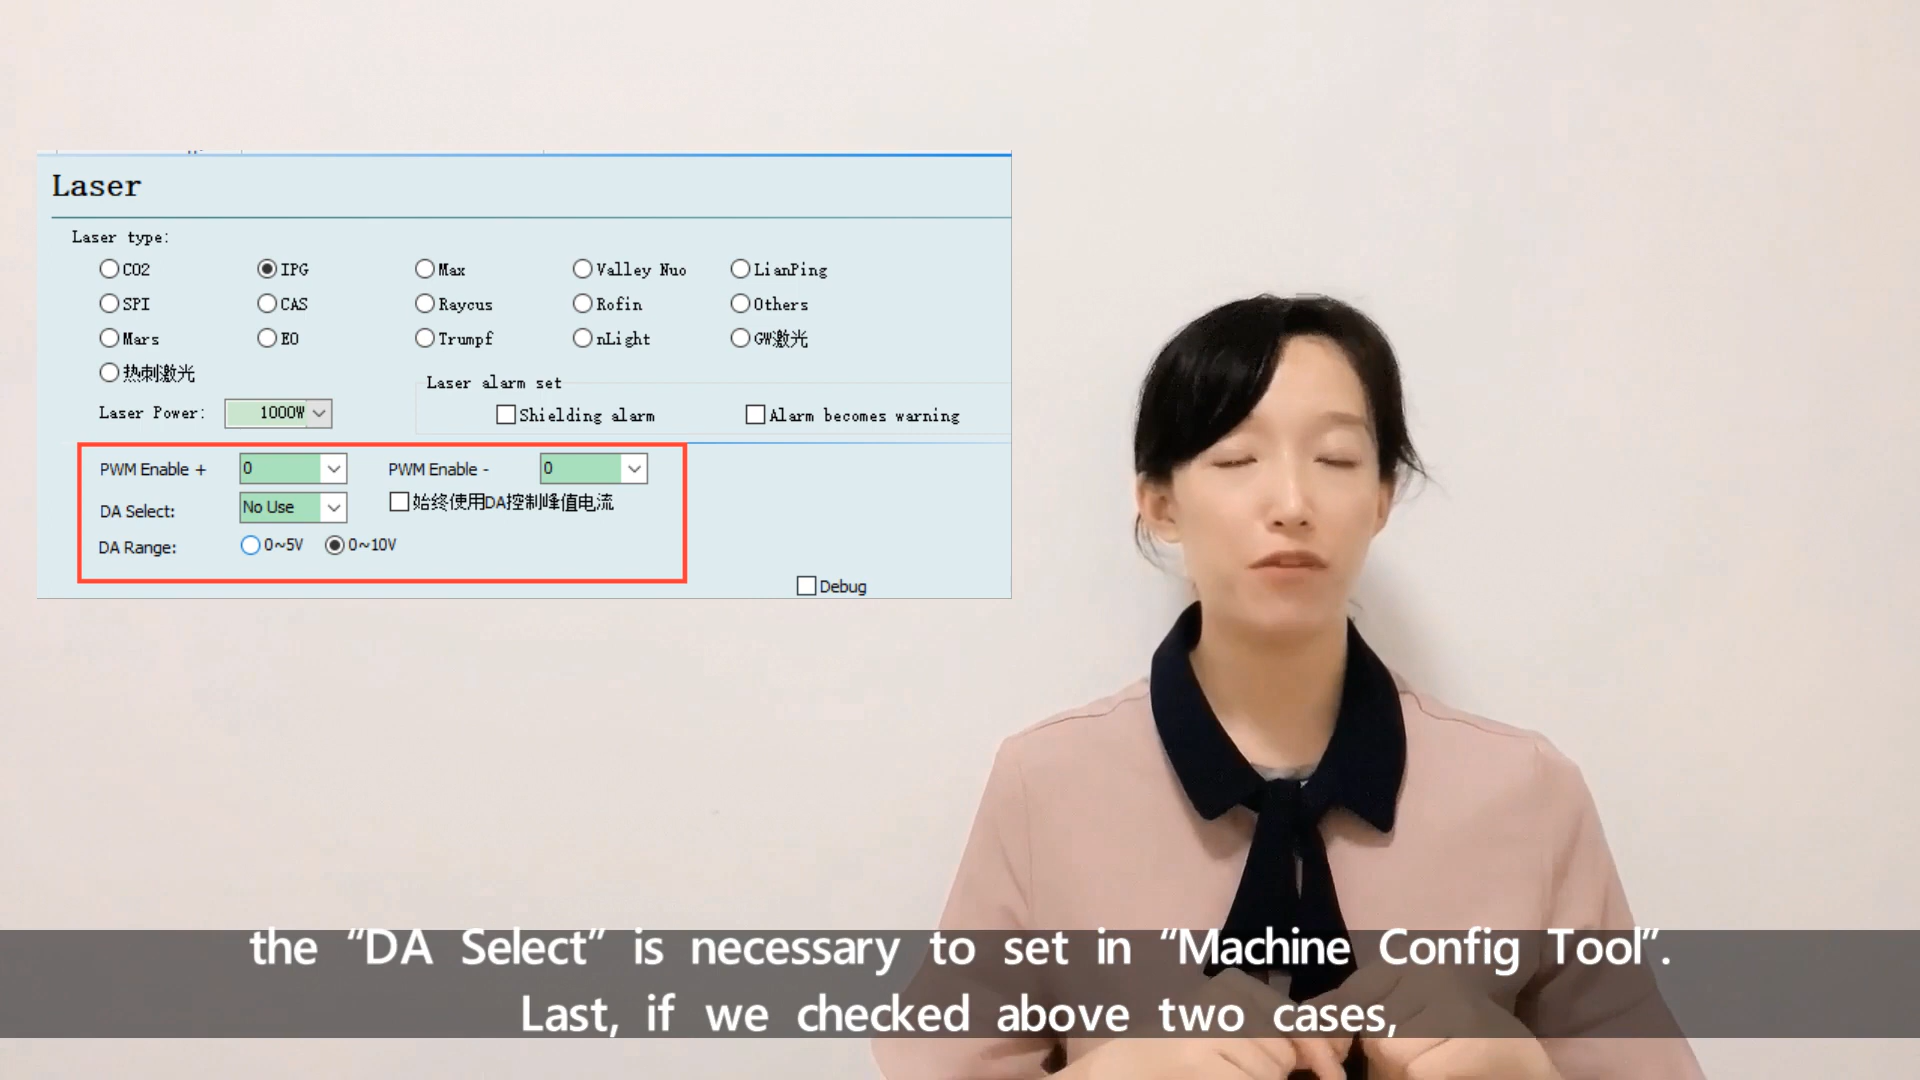 Laser
Laser type:
CO2 IPG Max Valley Nuo LianPing
SPI CAS Raycus Rofin Others
Mars EO Trumpf nLight GW激光
热刺激光
Laser alarm set
Laser Power: 1000W Shielding alarm Alarm becomes warning
PWM Enable + 0 PWM Enable - 0
DA Select: No Use 始终使用DA控制峰值电流
DA Range: 0~5V 0~10V
Debug
the “DA Select” is necessary to set in “Machine Config Tool”.
Last, if we checked above two cases,